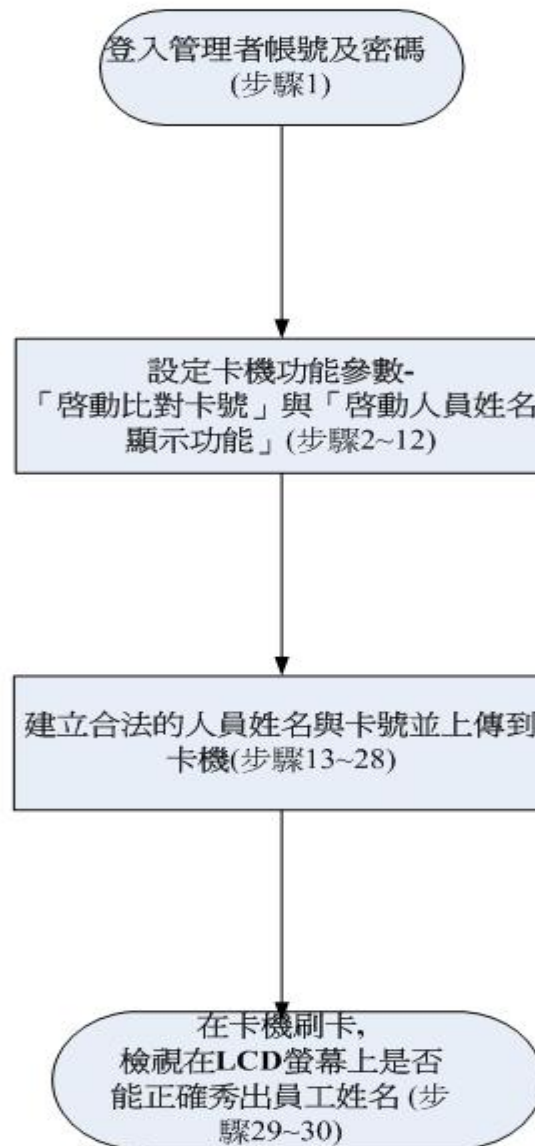 登入管理者帳號及密碼
(步驟1)
設定卡機功能參數-
「啓動比對卡號」與「啓動人員姓名
顯示功能」(步驟2~12)
建立合法的人員姓名與卡號並上傳到
卡機(步驟13~28)
在卡機刷卡,
檢視在LCD螢幕上是否
能正確秀出員工姓名 (步
驟29~30)